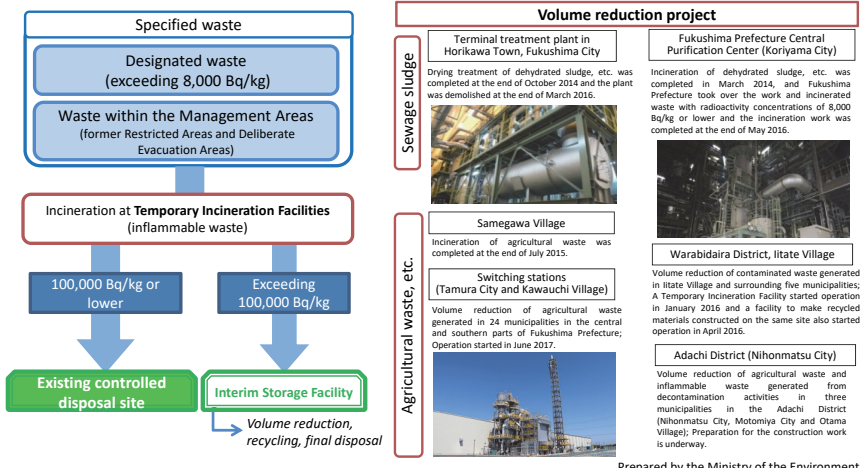 Specified waste
Designated waste
(exceeding 8,000 Bq/kg)
Waste within the Management Areas
(former Restricted Areas and Deliberate
Evacuation Areas)
Incineration at Temporary Incineration Facilities
(inflammable waste)
100,000 Bq/kg or
lower
Exceeding
100,000 Bq/kg
Existing controlled
disposal site
Interim Storage Facility
Volume reduction,
recycling, final disposal
Volume reduction project
Sewage sludge
Terminal treatment plant in
Horikawa Town, Fukushima City
Drying treatment of dehydrated sludge, etc. was
completed at the end of October 2014 and the plant
was demolished at the end of March 2016.
Fukushima Prefecture Central
Purification Center (Koriyama City)
Incineration of dehydrated sludge, etc. was
completed in March 2014, and Fukushima
Prefecture took over the work and incinerated
waste with radioactivity concentrations of 8,000
Bq/kg or lower and the incineration work was
completed at the end of May 2016.
Agricultural waste, etc.
Samegawa Village
Incineration of agricultural waste was
completed at the end of July 2015.
Switching stations
(Tamura City and Kawauchi Village)
Volume reduction of agricultural waste
generated in 24 municipalities in the central
and southern parts of Fukushima Prefecture;
Operation started in June 2017.
Warabidaira District, Iitate Village
Volume reduction of contaminated waste generated
in Iitate Village and surrounding five municipalities;
A Temporary Incineration Facility started operation
in January 2016 and a facility to make recycled
materials constructed on the same site also started
operation in April 2016.
Adachi District (Nihonmatsu City)
Volume reduction of agricultural waste and
inflammable waste generated from
decontamination activities in three
municipalities in the Adachi District
(Nihonmatsu City, Motomiya City and Otama
Village); Preparation for the construction work
is underway.
Prepared by the Ministry of the Environment